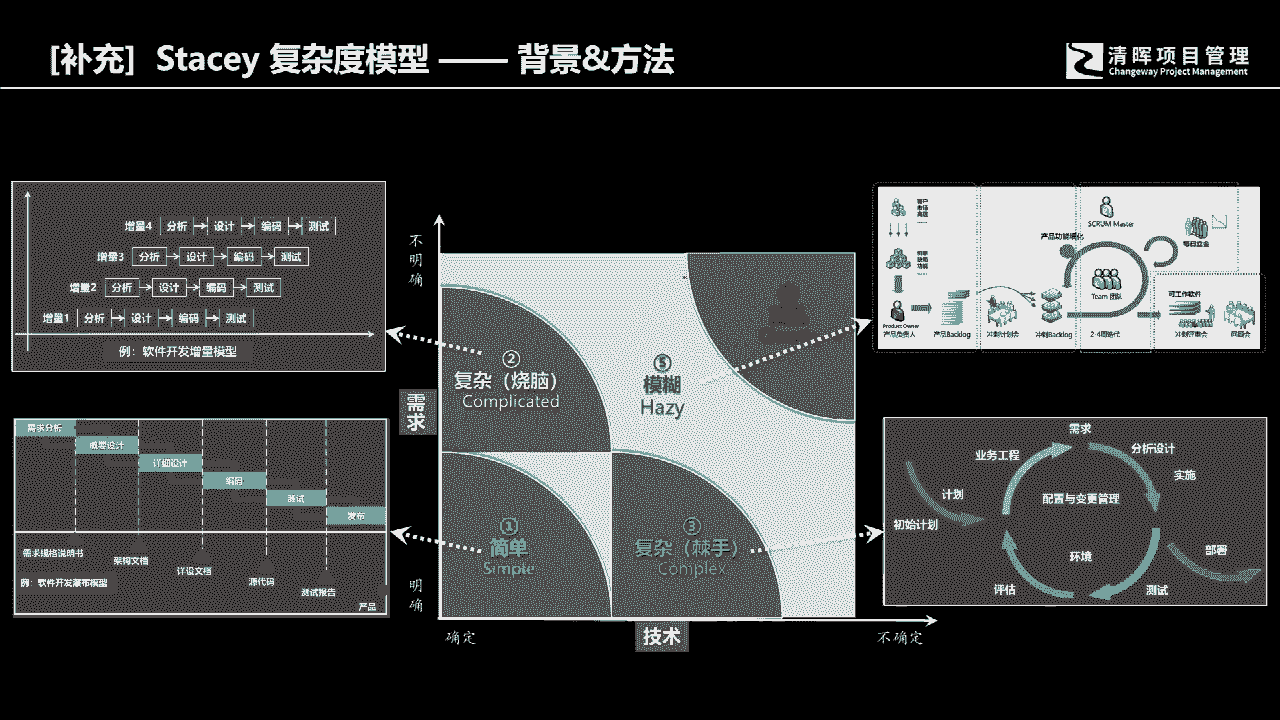 [补充] Stacey 复杂度模型 —— 背景&方法
清晖项目管理
Changeway Project Management
增量4 分析 设计 编码 测试
增量3 分析 设计 编码 测试
增量2 分析 设计 编码 测试
增量1 分析 设计 编码 测试
例：软件开发增量模型
需求分析
概要设计
详细设计
编码
测试
发布
需求规格说明书
架构文档
详设文档
源代码
测试报告
例：软件开发瀑布模型
产品
不明确
需求
明确
②
复杂（烧脑）
Complicated
⑤
模糊
Hazy
①
简单
Simple
③
复杂（棘手）
Complex
确定
技术
不确定
SCRUM Master
产品功能细化
每日立会
Team 团队
可工作软件
Product Owner
产品负责人
产品Backlog
冲刺计划会
冲刺Backlog
2-4周迭代
冲刺评审会
需求
业务工程
分析设计
实施
计划
配置与变更管理
初始计划
环境
部署
评估
测试